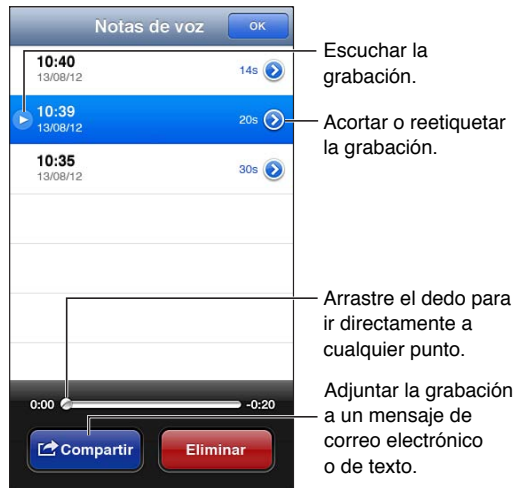 Notas de voz
OK
10:40
13/08/12
14s
10:39
13/08/12
20s
10:35
13/08/12
30s
0:00
-0:20
Compartir
Eliminar
Escuchar la
grabación.
Acortar o reetiquetar
la grabación.
Arrastre el dedo para
ir directamente a
cualquier punto.
Adjuntar la grabación
a un mensaje de
correo electrónico
o de texto.